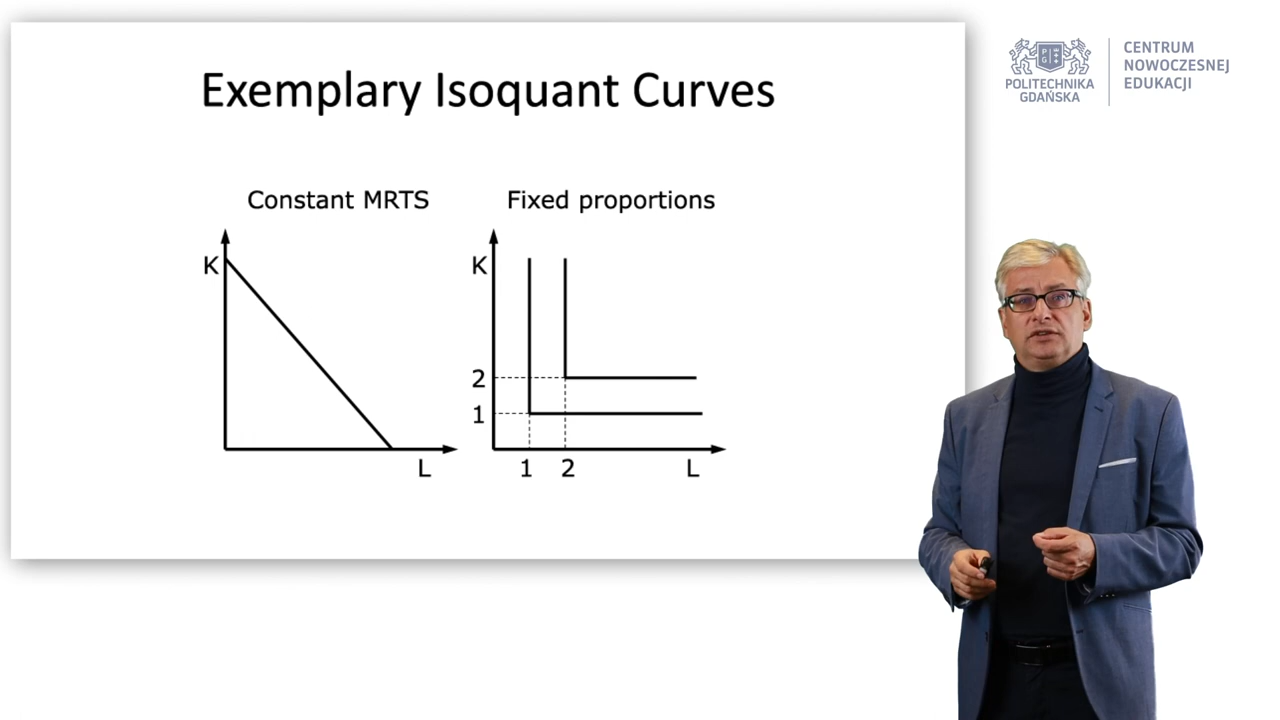 Exemplary Isoquant Curves
Constant MRTS
Fixed proportions
K
L
K
2
1
1 2 L
POLITECHNIKA
GDAŃSKA
CENTRUM
NOWOCZESNEJ
EDUKACJI